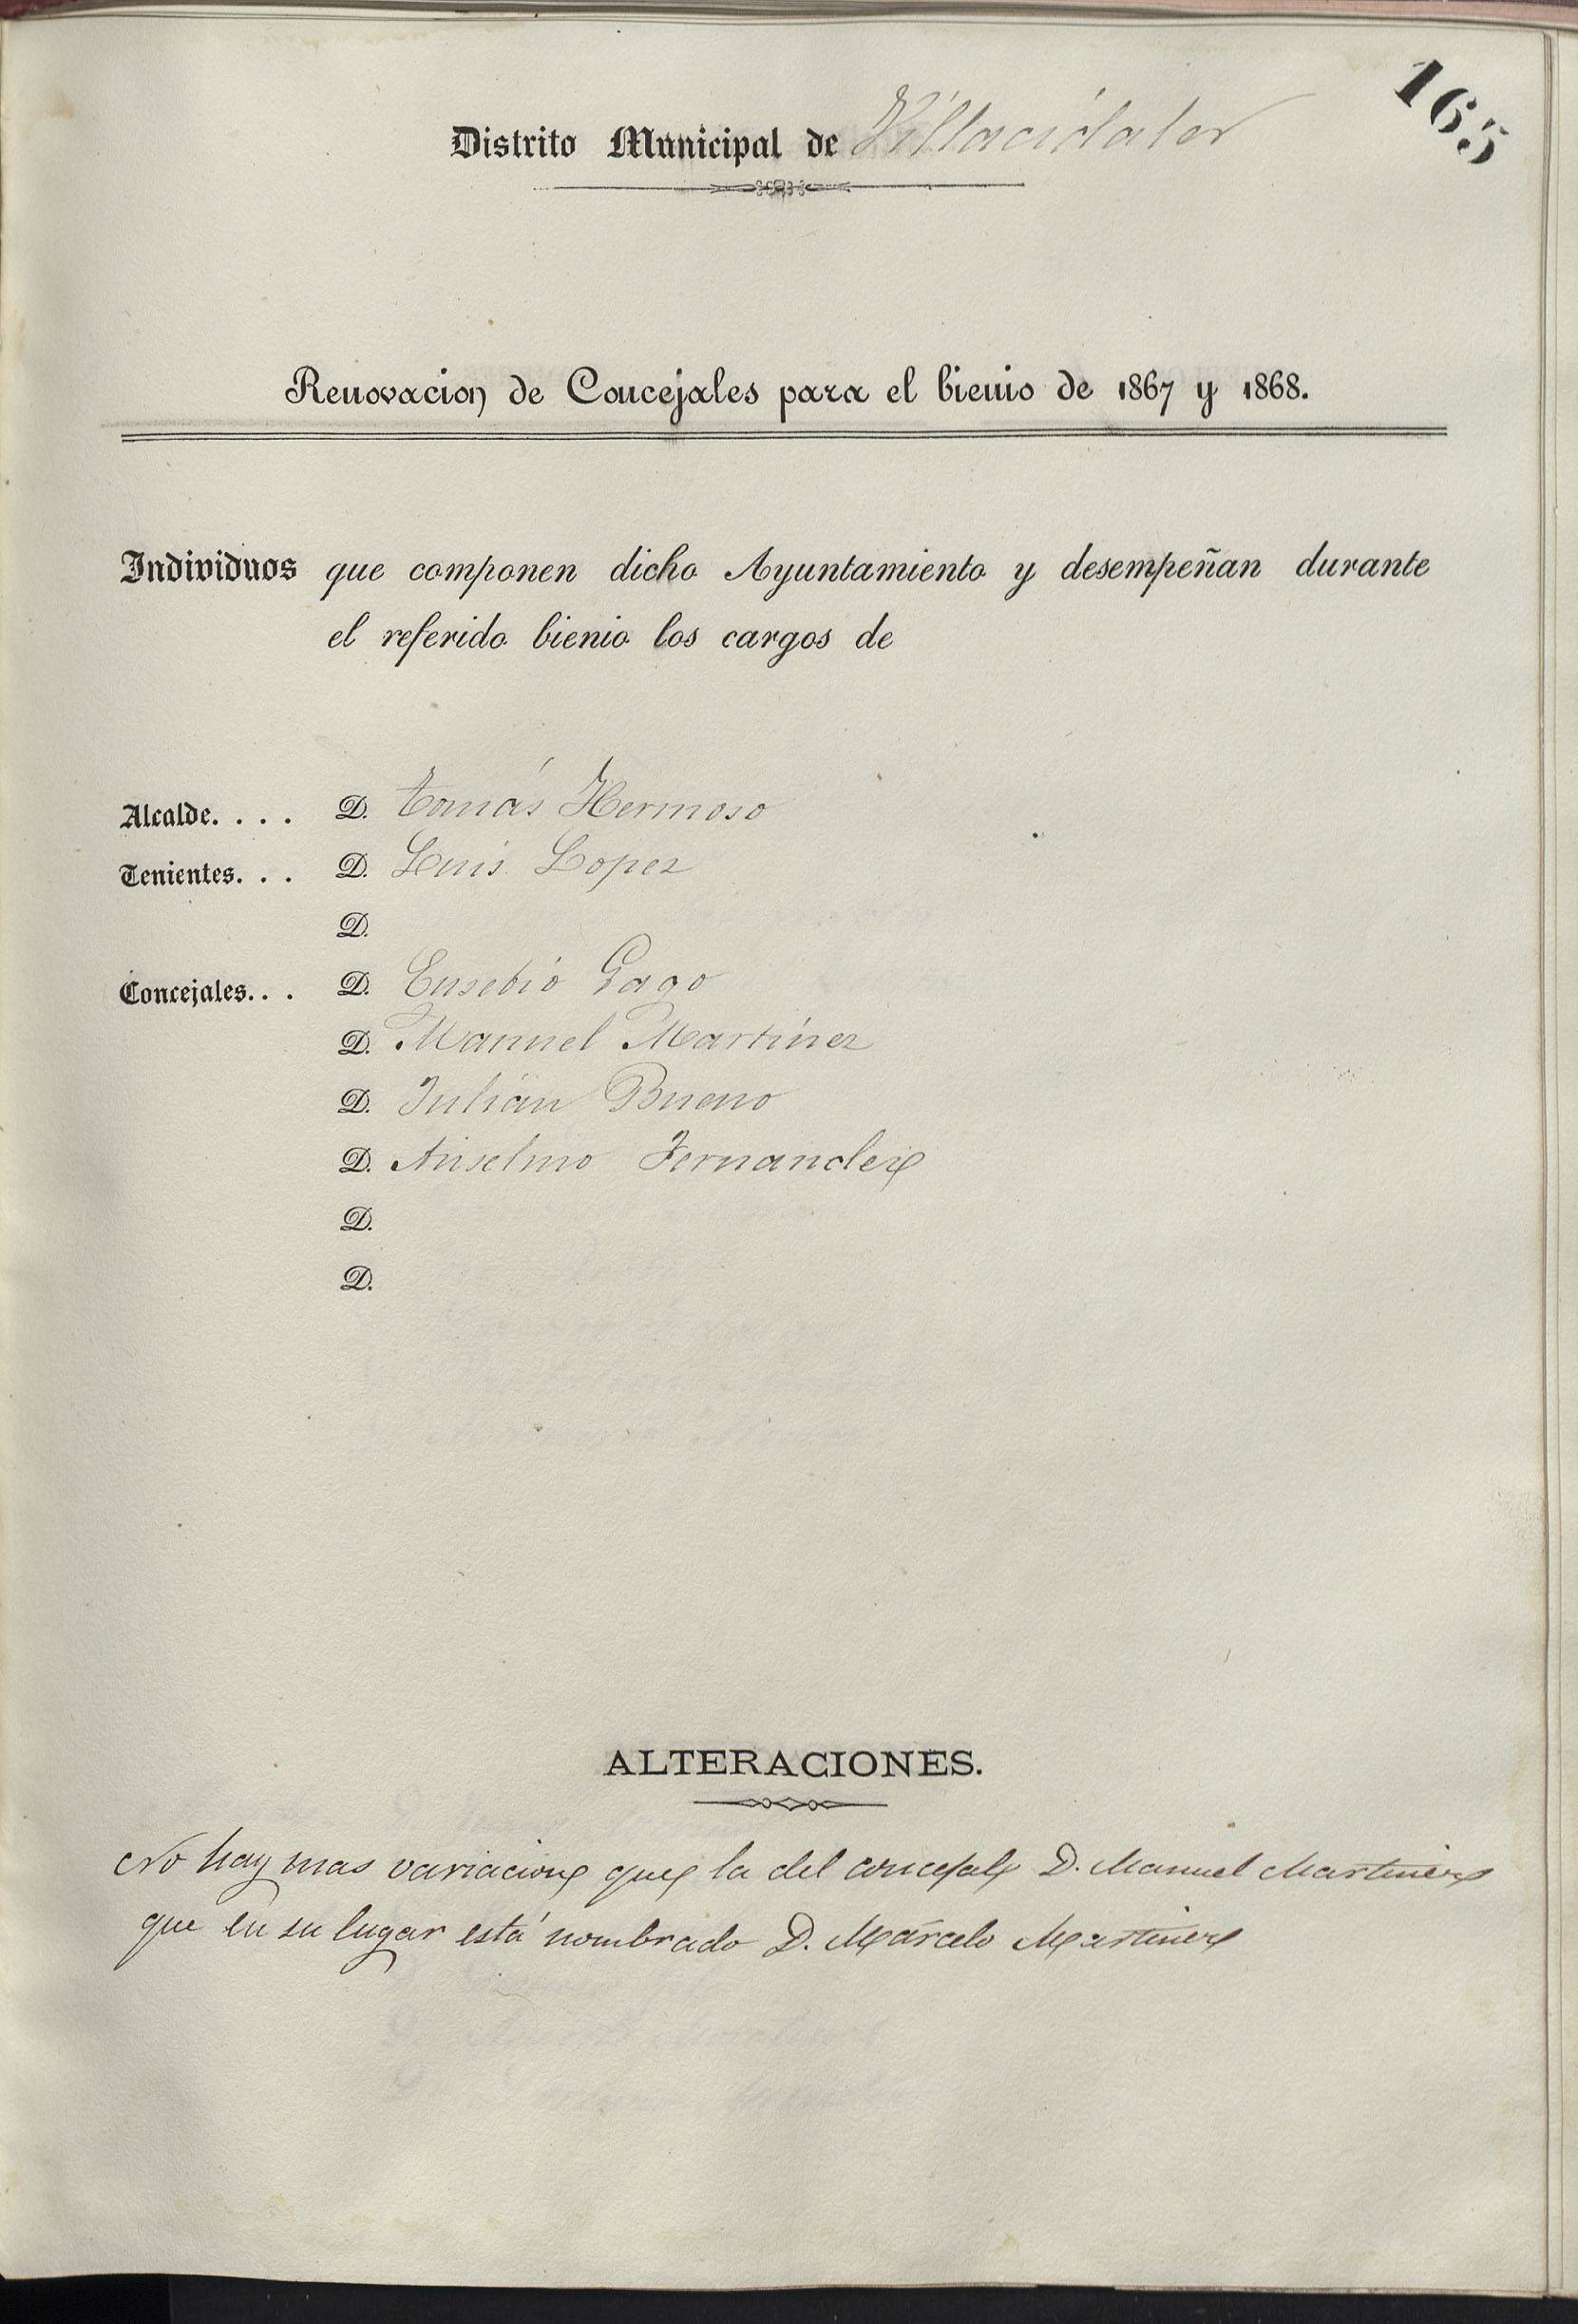 165
Distrito Municipal de Villacidaler
Renovacion de Concejales para el bienio de 1867 y 1868.
Individuos que componen dicho Ayuntamiento y desempeñan durante
el referido bienio los cargos de
Alcalde. . . . D. Tomás Hermoso
Tenientes. . . D. Luis Lopez
D.
Concejales. . . D. Eusebio Gago
D. Manuel Martinez
D. Julián Bueno
D. Anselmo Fernandez
D.
D.
ALTERACIONES.
No hay mas variacion que la del concejal D. Manuel Martinez
que en su lugar está nombrado D. Marcelo Martinez